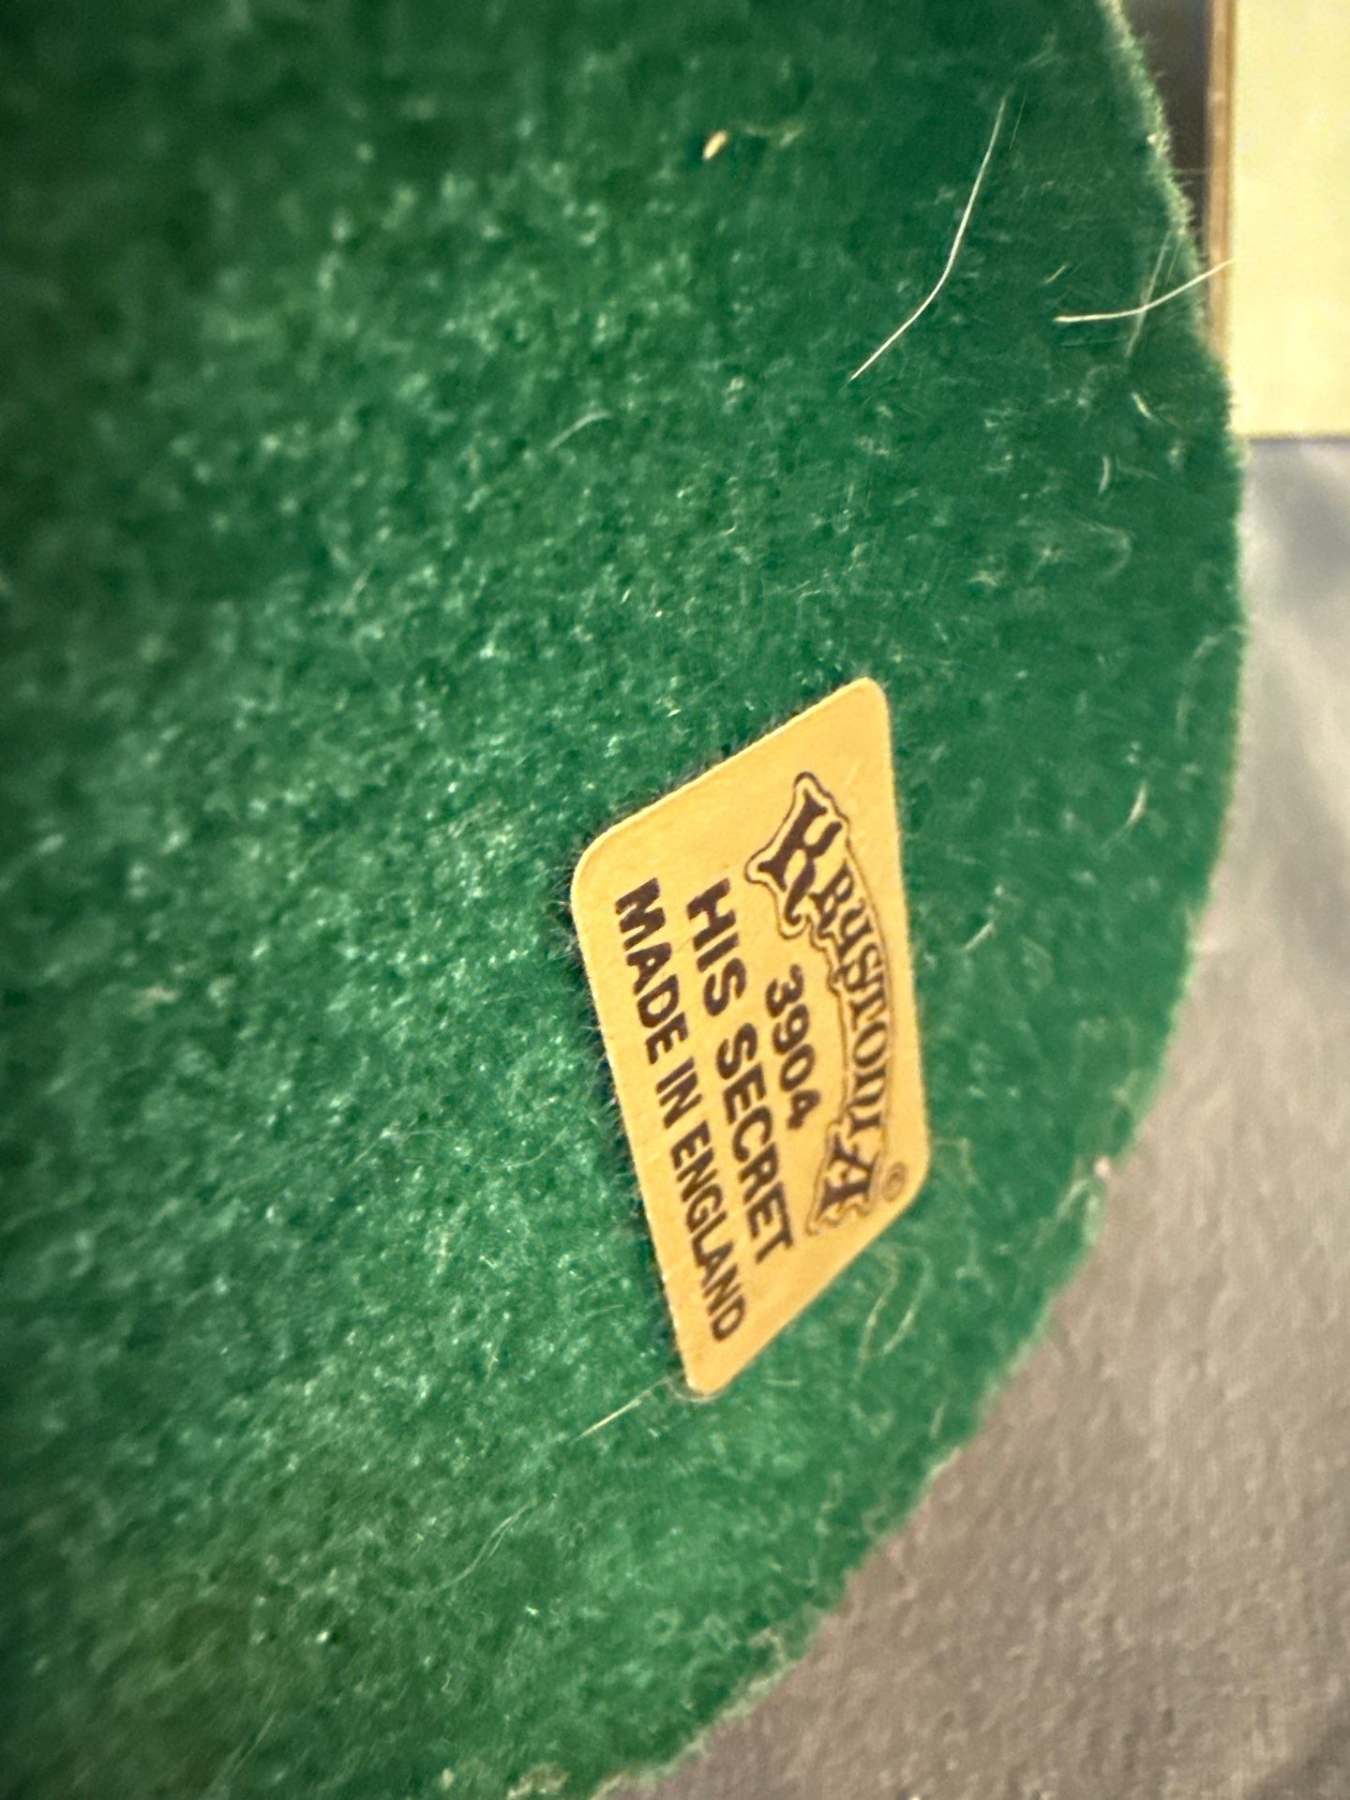 KRYSTONIA ©
3904
HIS SECRET
MADE IN ENGLAND